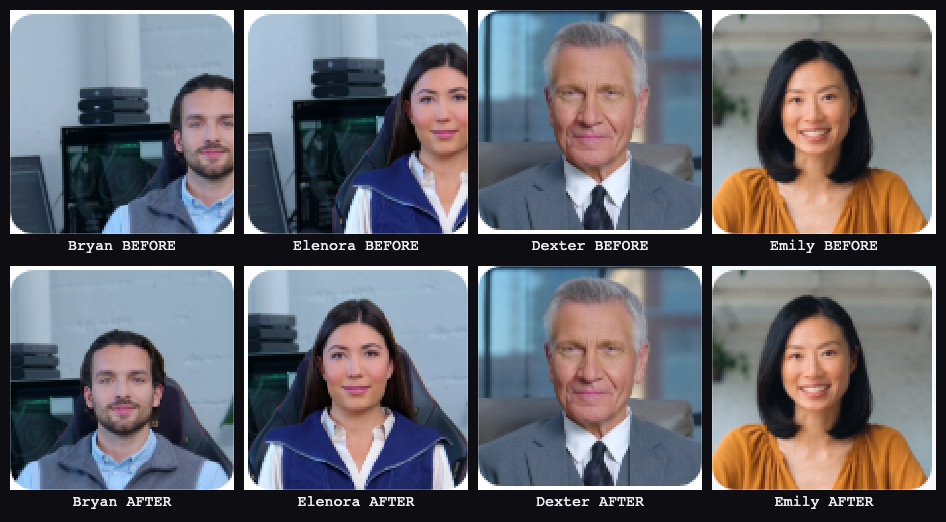 Bryan BEFORE
Elenora BEFORE
Dexter BEFORE
Emily BEFORE
Bryan AFTER
Elenora AFTER
Dexter AFTER
Emily AFTER